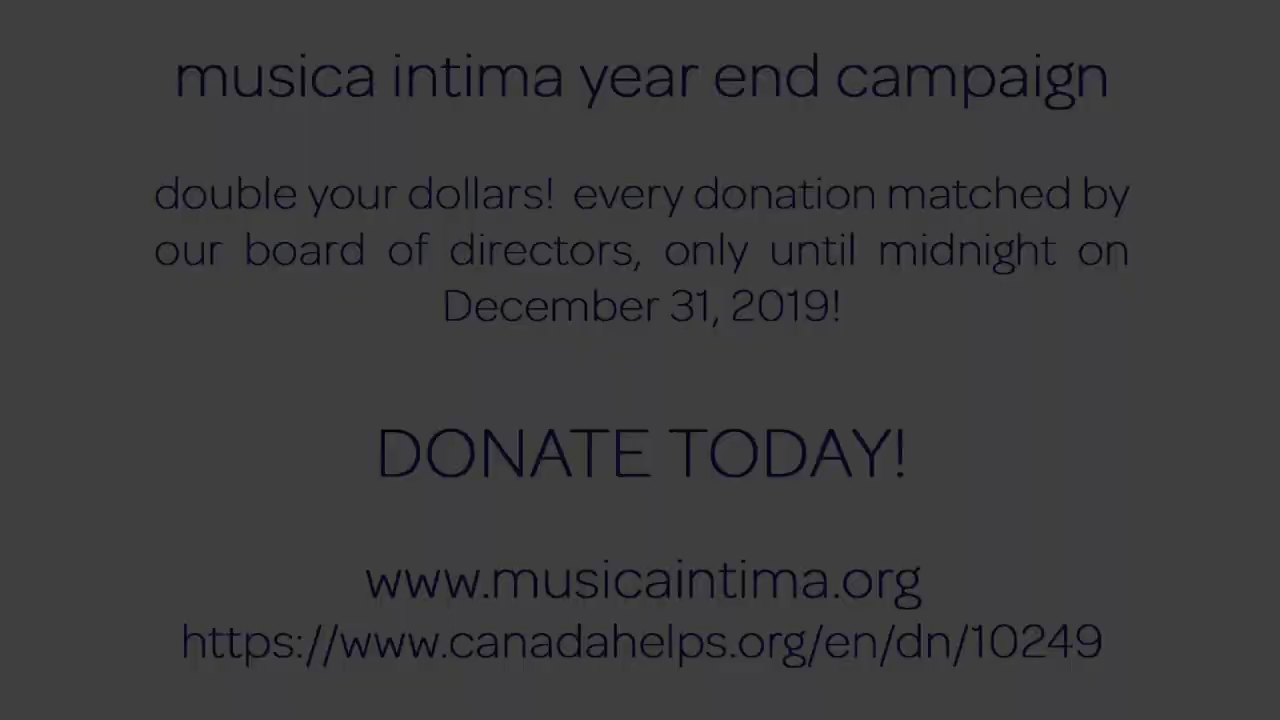 musica intima year end campaign
double your dollars! every donation matched by
our board of directors, only until midnight on
December 31, 2019!
DONATE TODAY!
www.musicaintima.org
https://www.canadahelps.org/en/dn/10249